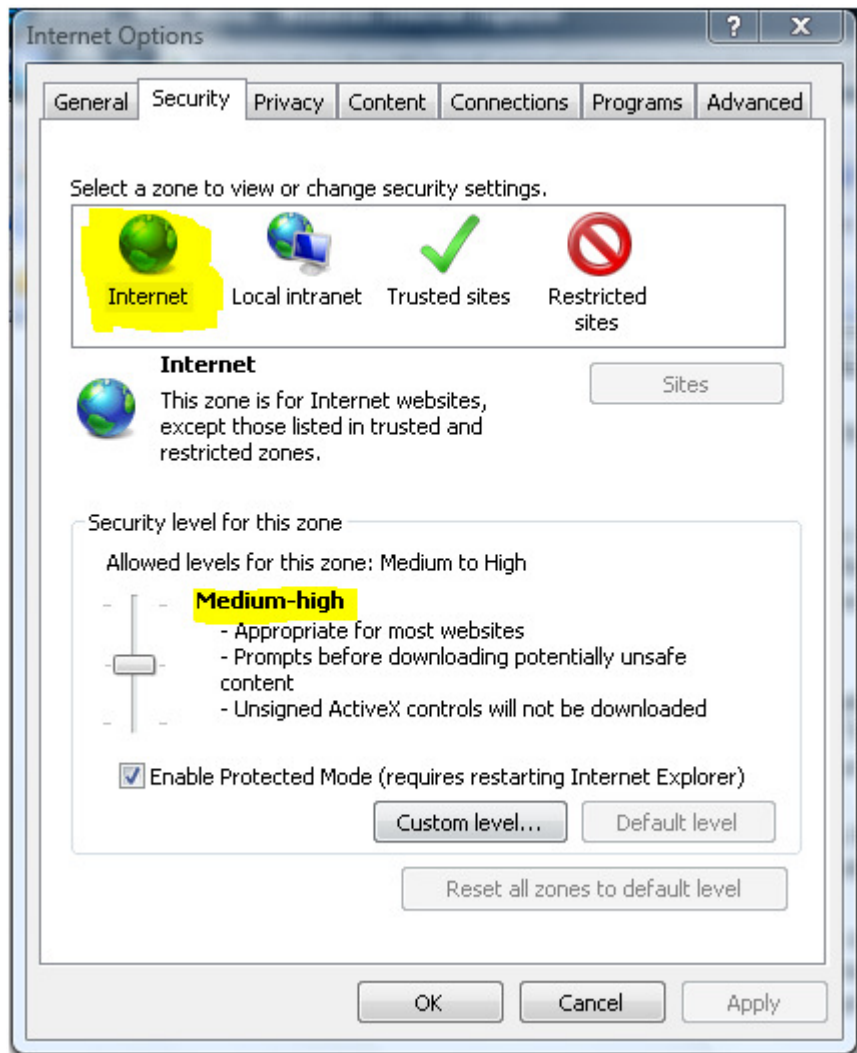 Internet Options
General Security Privacy Content Connections Programs Advanced
Select a zone to view or change security settings.
Internet Local intranet Trusted sites Restricted
sites
Internet
Sites
This zone is for Internet websites,
except those listed in trusted and
restricted zones.
Security level for this zone
Allowed levels for this zone: Medium to High
Medium-high
- Appropriate for most websites
- Prompts before downloading potentially unsafe
content
- Unsigned ActiveX controls will not be downloaded
Enable Protected Mode (requires restarting Internet Explorer)
Custom level... Default level
Reset all zones to default level
OK Cancel Apply